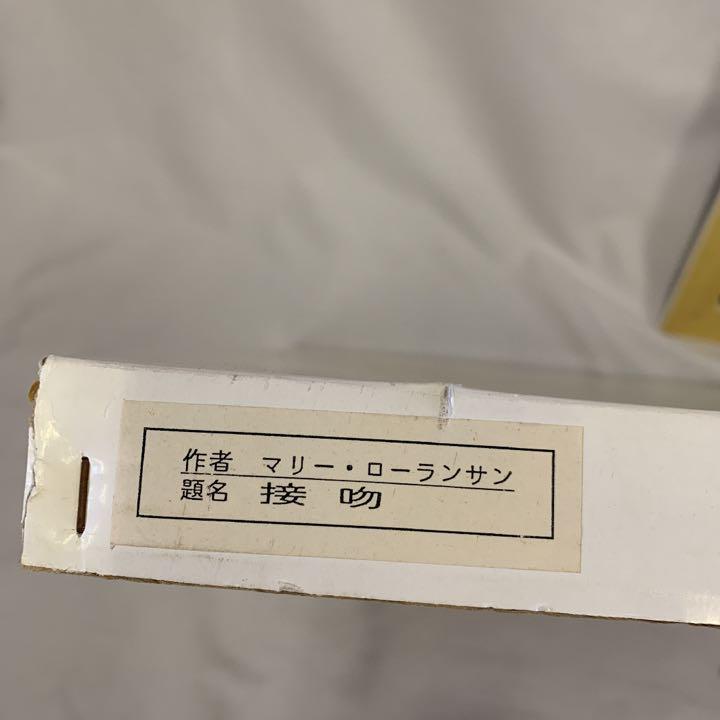 作者　マリー・ローランサン
題名　接　吻